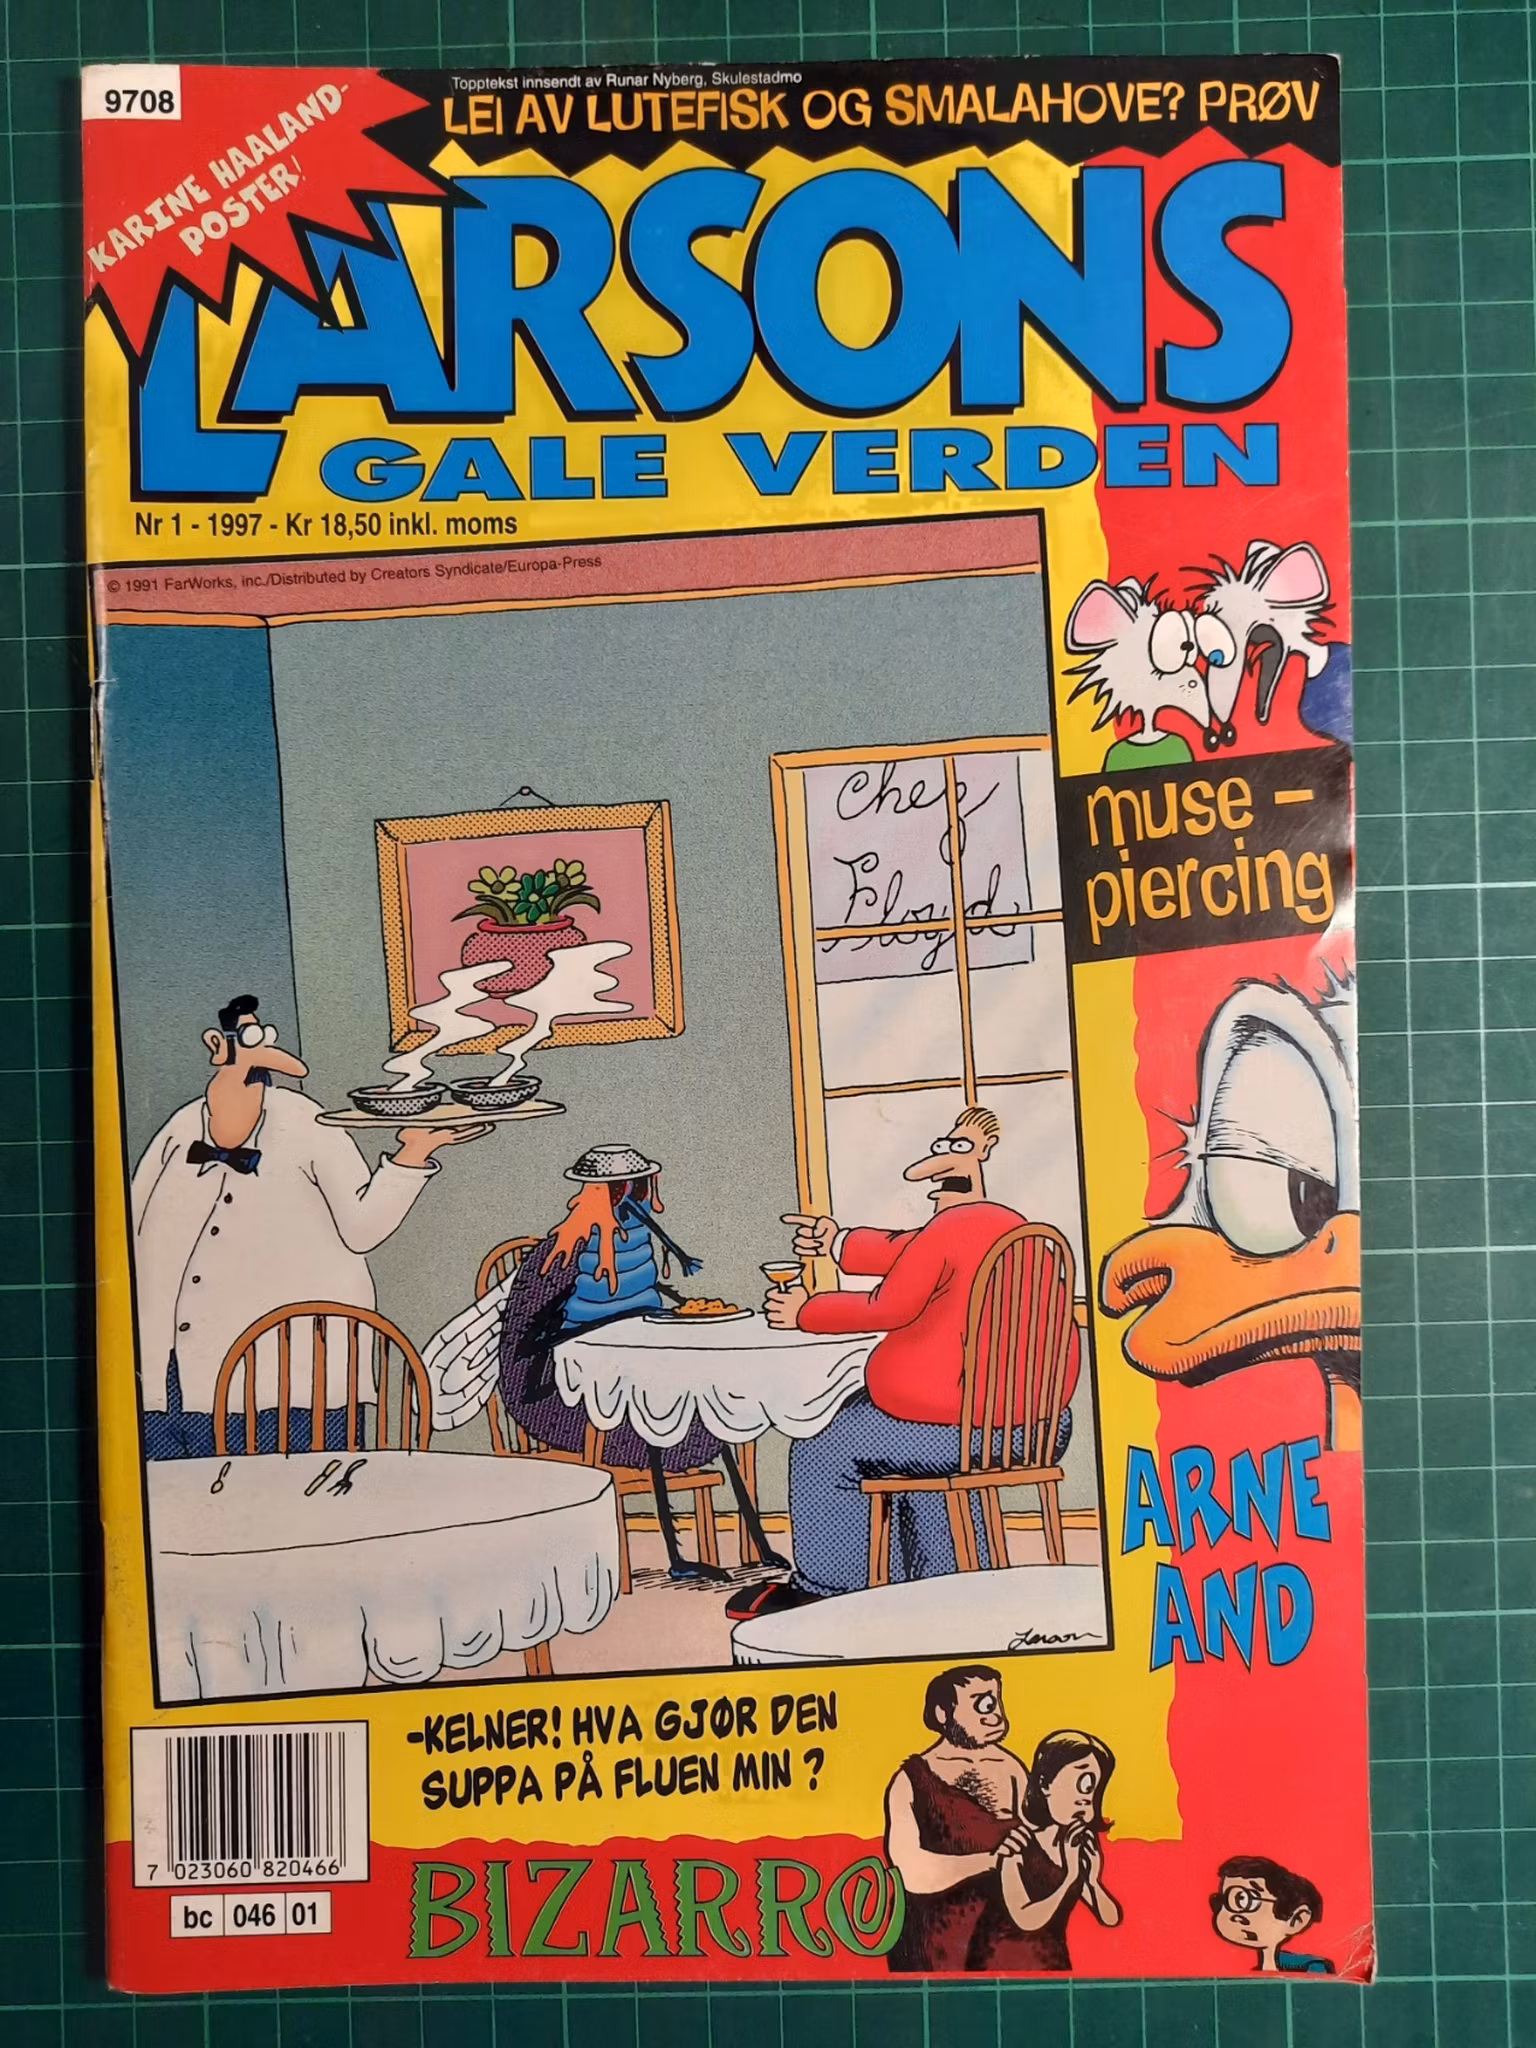 9708
Topptekst innsendt av Runar Nyberg, Skulestadmo
LEI AV LUTEFISK OG SMALAHOVE? PRØV
KARINE HAALAND-
POSTER!
LARSONS
GALE VERDEN
Nr 1 - 1997 - Kr 18,50 inkl. moms
© 1991 FarWorks, inc./Distributed by Creators Syndicate/Europa-Press
Chez
Floyd
muse-
piercing
ARNE
AND
Larson
-KELNER! HVA GJØR DEN
SUPPA PÅ FLUEN MIN?
7 023060 820466
bc 046 01
BIZARRO